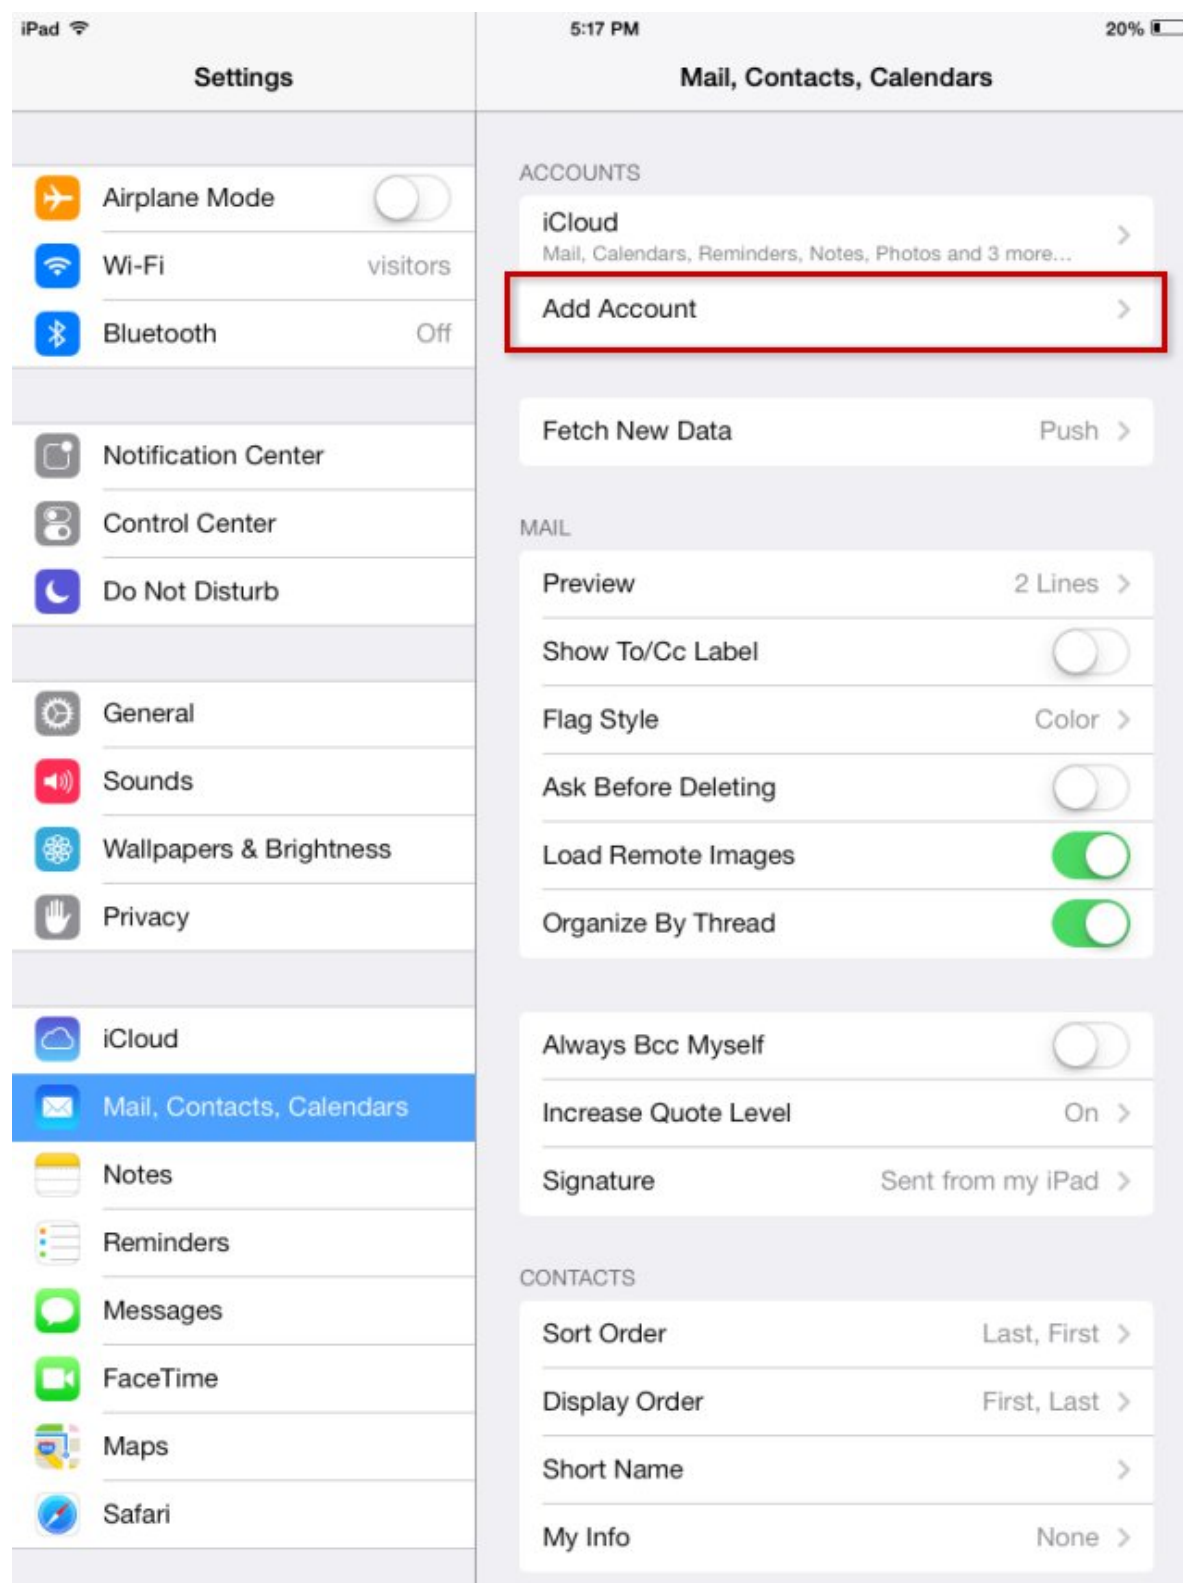 iPad 5:17 PM 20%
Settings
Mail, Contacts, Calendars
Airplane Mode
Wi-Fi visitors
Bluetooth Off
Notification Center
Control Center
Do Not Disturb
General
Sounds
Wallpapers & Brightness
Privacy
iCloud
Mail, Contacts, Calendars
Notes
Reminders
Messages
FaceTime
Maps
Safari
ACCOUNTS
iCloud
Mail, Calendars, Reminders, Notes, Photos and 3 more...
Add Account
Fetch New Data Push
MAIL
Preview 2 Lines
Show To/Cc Label
Flag Style Color
Ask Before Deleting
Load Remote Images
Organize By Thread
Always Bcc Myself
Increase Quote Level On
Signature Sent from my iPad
CONTACTS
Sort Order Last, First
Display Order First, Last
Short Name
My Info None